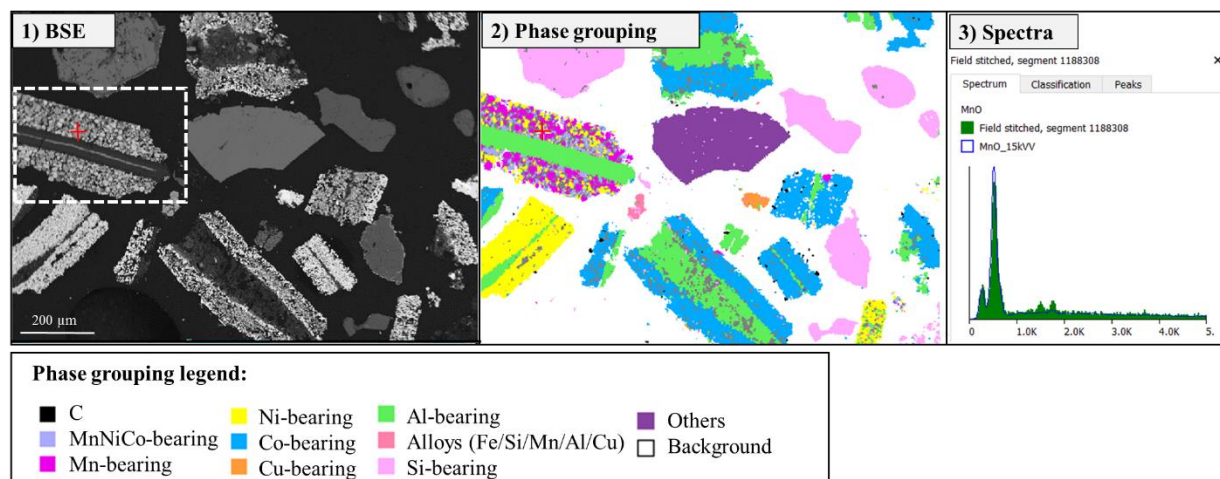 1) BSE
200 µm
2) Phase grouping
3) Spectra
Field stitched, segment 1188308
×
Spectrum Classification Peaks
MnO
Field stitched, segment 1188308
MnO_15kVV
0 1.0K 2.0K 3.0K 4.0K 5.
Phase grouping legend:
C
MnNiCo-bearing
Mn-bearing
Ni-bearing
Co-bearing
Cu-bearing
Al-bearing
Alloys (Fe/Si/Mn/Al/Cu)
Si-bearing
Others
Background